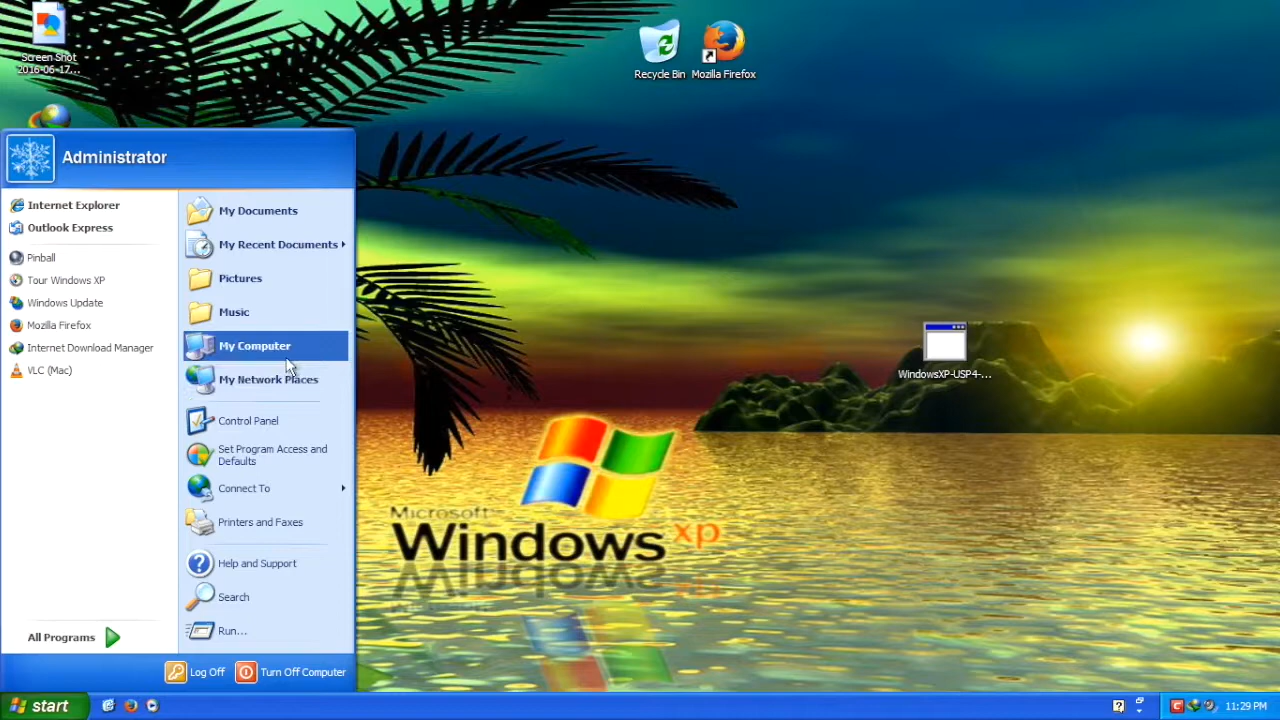 Screen Shot
2016-06-17...
Recycle Bin
Mozilla Firefox
Administrator
Internet Explorer
Outlook Express
Pinball
Tour Windows XP
Windows Update
Mozilla Firefox
Internet Download Manager
VLC (Mac)
All Programs
My Documents
My Recent Documents
Pictures
Music
My Computer
My Network Places
Control Panel
Set Program Access and
Defaults
Connect To
Printers and Faxes
Help and Support
Search
Run...
Log Off
Turn Off Computer
WindowsXP-USP4-...
Microsoft
Windows xp
start
11:29 PM